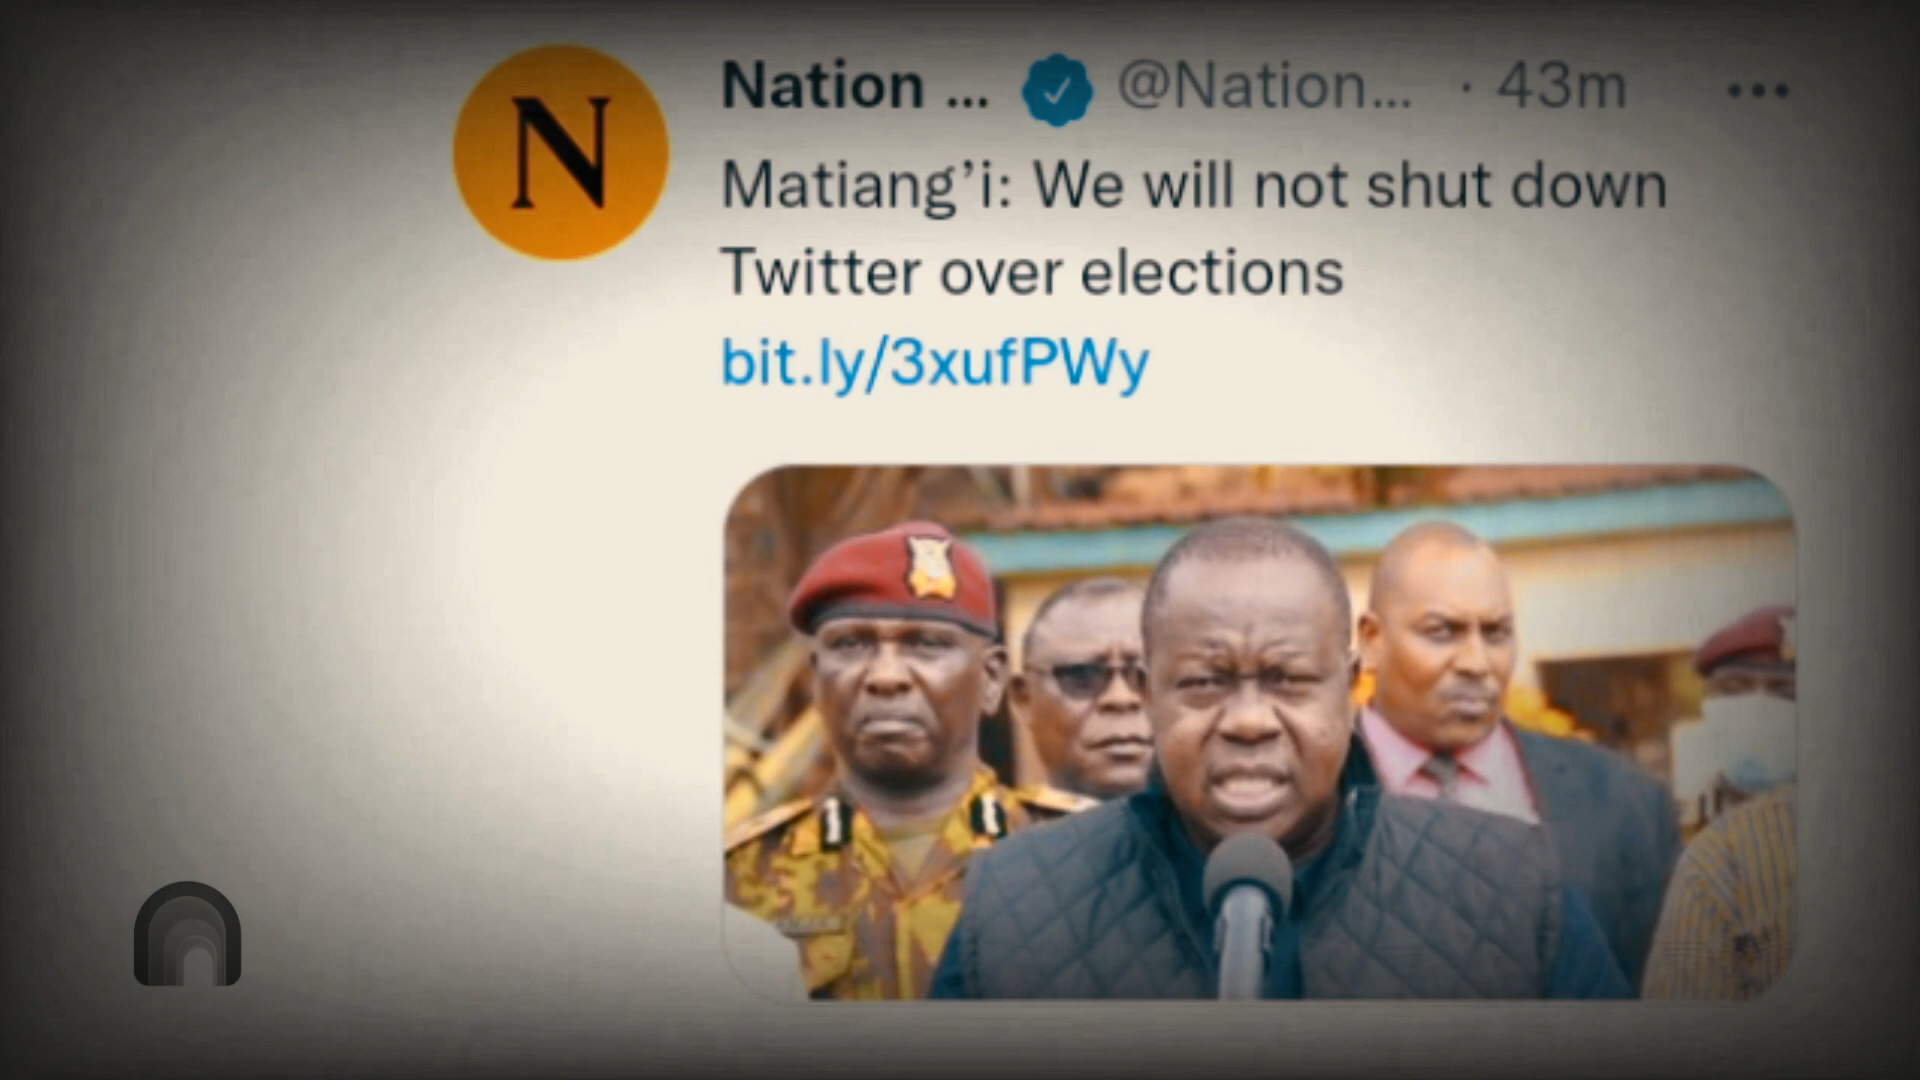 N
Nation ... @Nation... · 43m ...
Matiang’i: We will not shut down
Twitter over elections
bit.ly/3xufPWy